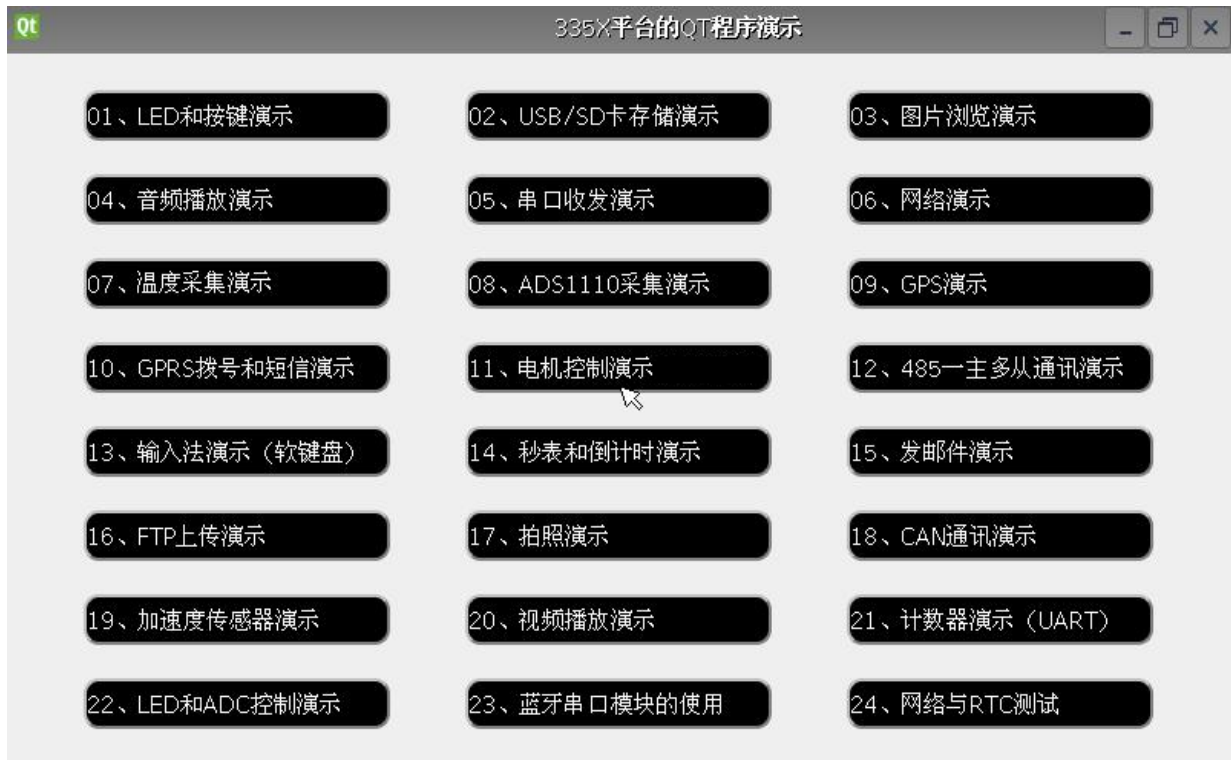 Qt 335X平台的QT程序演示
01、LED和按键演示
02、USB/SD卡存储演示
03、图片浏览演示
04、音频播放演示
05、串口收发演示
06、网络演示
07、温度采集演示
08、ADS1110采集演示
09、GPS演示
10、GPRS拨号和短信演示
11、电机控制演示
12、485一主多从通讯演示
13、输入法演示（软键盘）
14、秒表和倒计时演示
15、发邮件演示
16、FTP上传演示
17、拍照演示
18、CAN通讯演示
19、加速度传感器演示
20、视频播放演示
21、计数器演示（UART）
22、LED和ADC控制演示
23、蓝牙串口模块的使用
24、网络与RTC测试